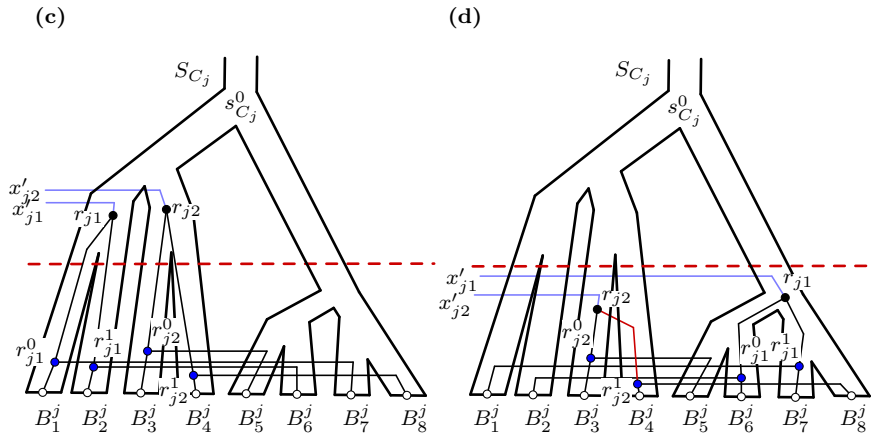 (c)
S_{C_j}
s^0_{C_j}
x'_{j2}
x'_{j1}
r_{j1}
r_{j2}
r^0_{j1}
r^1_{j1}
r^0_{j2}
r^1_{j2}
B^j_1 B^j_2 B^j_3 B^j_4 B^j_5 B^j_6 B^j_7 B^j_8
(d)
S_{C_j}
s^0_{C_j}
x'_{j1}
x'_{j2}
r_{j1}
r_{j2}
r^0_{j2}
r^0_{j1}
r^1_{j1}
r^1_{j2}
B^j_1 B^j_2 B^j_3 B^j_4 B^j_5 B^j_6 B^j_7 B^j_8